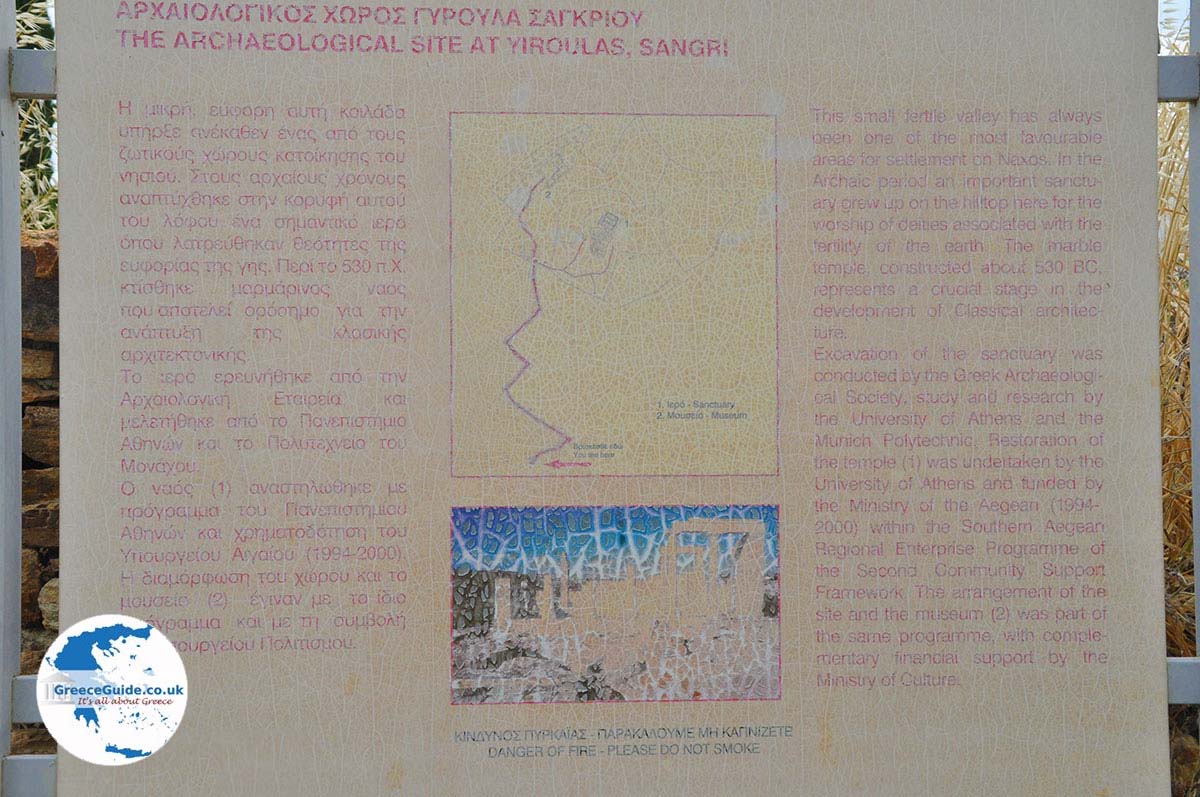 ΑΡΧΑΙΟΛΟΓΙΚΟΣ ΧΩΡΟΣ ΓΥΡΟΥΛΑ ΣΑΓΚΡΙΟΥ
THE ARCHAEOLOGICAL SITE AT YIROULAS, SANGRI
Η μικρή, εύφορη αυτή κοιλάδα
υπήρξε ανέκαθεν ένας από τους
ζωτικούς χώρους κατοίκησης του
νησιού. Στους αρχαίους χρόνους
αναπτύχθηκε στην κορυφή αυτού
του λόφου ένα σημαντικό ιερό
όπου λατρεύθηκαν θεότητες της
ευφορίας της γης. Περί το 530 π.Χ.
κτίσθηκε μαρμάρινος ναός
που αποτελεί ορόσημο για την
ανάπτυξη της κλασικής
αρχιτεκτονικής.
Το ιερό ερευνήθηκε από την
Αρχαιολογική Εταιρεία και
μελετήθηκε από το Πανεπιστήμιο
Αθηνών και το Πολυτεχνείο του
Μονάχου.
Ο ναός (1) αναστηλώθηκε με
πρόγραμμα του Πανεπιστημίου
Αθηνών και χρηματοδότηση του
Υπουργείου Αιγαίου (1994-2000).
Η διαμόρφωση του χώρου και το
μουσείο (2) έγιναν με το ίδιο
πρόγραμμα και με τη συμβολή
Υπουργείου Πολιτισμού.
2
1. Ιερό - Sanctuary
2. Μουσείο - Museum
Βρίσκεστε εδώ
You are here
This small fertile valley has always
been one of the most favourable
areas for settlement on Naxos. In the
Archaic period an important sanctu-
ary grew up on the hilltop here for the
worship of deities associated with the
fertility of the earth. The marble
temple, constructed about 530 BC,
represents a crucial stage in the
development of Classical architec-
ture.
Excavation of the sanctuary was
conducted by the Greek Archaeologi-
cal Society, study and research by
the University of Athens and the
Munich Polytechnic. Restoration of
the temple (1) was undertaken by the
University of Athens and funded by
the Ministry of the Aegean (1994-
2000) within the Southern Aegean
Regional Enterprise Programme of
the Second Community Support
Framework. The arrangement of the
site and the museum (2) was part of
the same programme, with comple-
mentary financial support by the
Ministry of Culture.
ΚΙΝΔΥΝΟΣ ΠΥΡΚΑΪΑΣ - ΠΑΡΑΚΑΛΟΥΜΕ ΜΗ ΚΑΠΝΙΖΕΤΕ
DANGER OF FIRE - PLEASE DO NOT SMOKE
GreeceGuide.co.uk
It's all about Greece